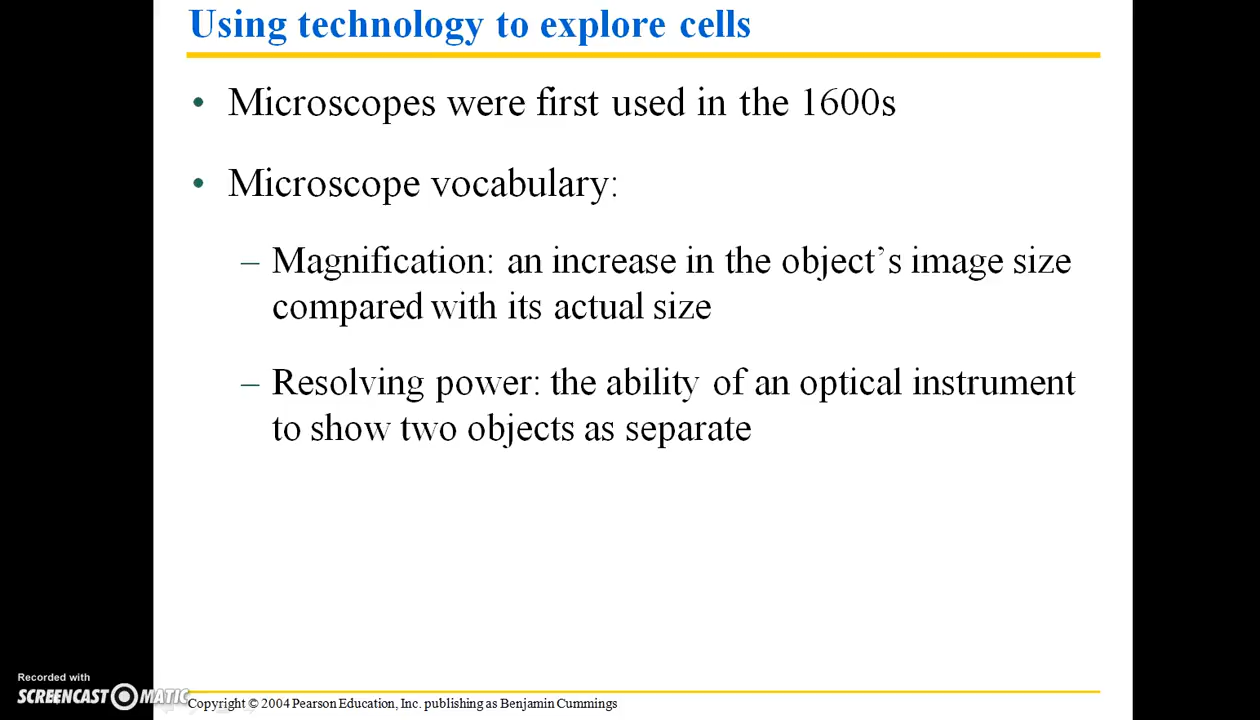 Using technology to explore cells
• Microscopes were first used in the 1600s
• Microscope vocabulary:
– Magnification: an increase in the object’s image size
compared with its actual size
– Resolving power: the ability of an optical instrument
to show two objects as separate
Recorded with
SCREENCAST MATIC
Copyright © 2004 Pearson Education, Inc. publishing as Benjamin Cummings